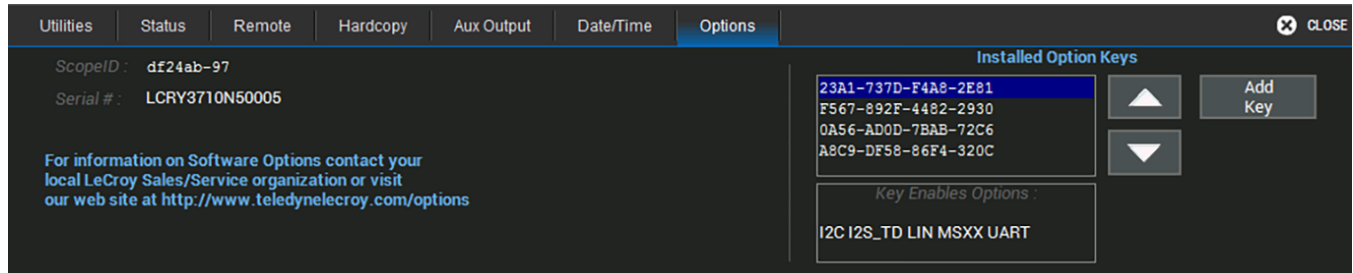 Utilities Status Remote Hardcopy Aux Output Date/Time Options CLOSE
ScopeID : df24ab-97
Serial # : LCRY3710N50005
For information on Software Options contact your
local LeCroy Sales/Service organization or visit
our web site at http://www.teledynelecroy.com/options
Installed Option Keys
23A1-737D-F4A8-2E81
F567-892F-4482-2930
0A56-AD0D-7BAB-72C6
A8C9-DF58-86F4-320C
Add
Key
Key Enables Options :
I2C I2S_TD LIN MSXX UART